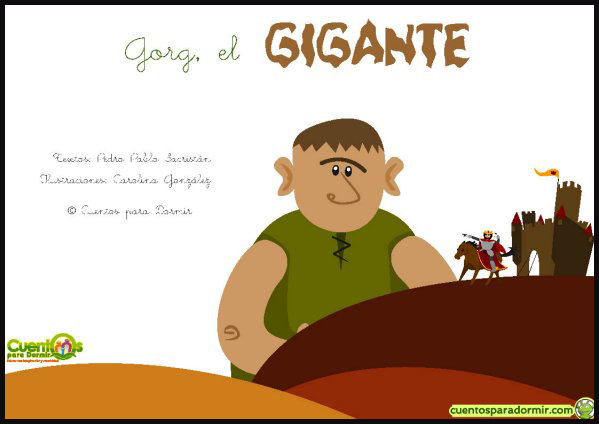 Gorg, el GIGANTE
Textos: Pedro Pablo Sacristán
Ilustraciones: Carolina González
© Cuentos para Dormir
Cuentos
para Dormir
cuentosparadormir.com